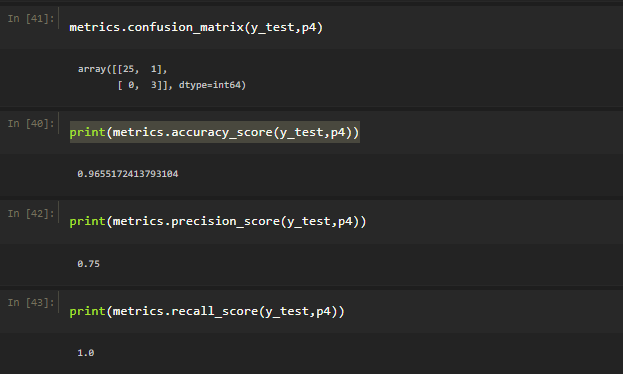 In [41]: metrics.confusion_matrix(y_test,p4)
array([[25,  1],
       [ 0,  3]], dtype=int64)
In [40]: print(metrics.accuracy_score(y_test,p4))
0.9655172413793104
In [42]: print(metrics.precision_score(y_test,p4))
0.75
In [43]: print(metrics.recall_score(y_test,p4))
1.0